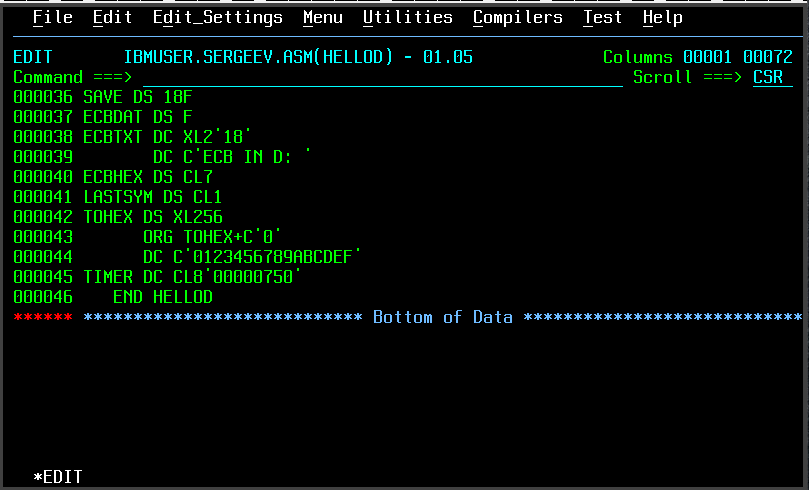 File Edit Edit_Settings Menu Utilities Compilers Test Help
EDIT IBMUSER.SERGEEV.ASM(HELLOD) - 01.05 Columns 00001 00072
Command ===> Scroll ===> CSR
000036 SAVE DS 18F
000037 ECBDAT DS F
000038 ECBTXT DC XL2'18'
000039 DC C'ECB IN D: '
000040 ECBHEX DS CL7
000041 LASTSYM DS CL1
000042 TOHEX DS XL256
000043 ORG TOHEX+C'0'
000044 DC C'0123456789ABCDEF'
000045 TIMER DC CL8'00000750'
000046 END HELLOD
****** **************************** Bottom of Data ****************************
*EDIT